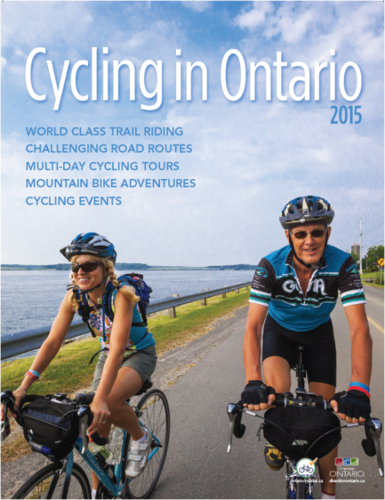 Cycling in Ontario
2015
WORLD CLASS TRAIL RIDING
CHALLENGING ROAD ROUTES
MULTI-DAY CYCLING TOURS
MOUNTAIN BIKE ADVENTURES
CYCLING EVENTS
ONTARIO